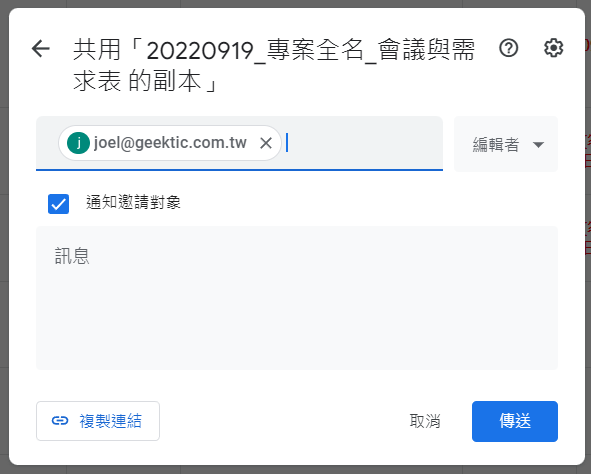 共用「20220919_專案全名_會議與需
求表 的副本」
j joel@geektic.com.tw
編輯者
通知邀請對象
訊息
複製連結
取消
傳送